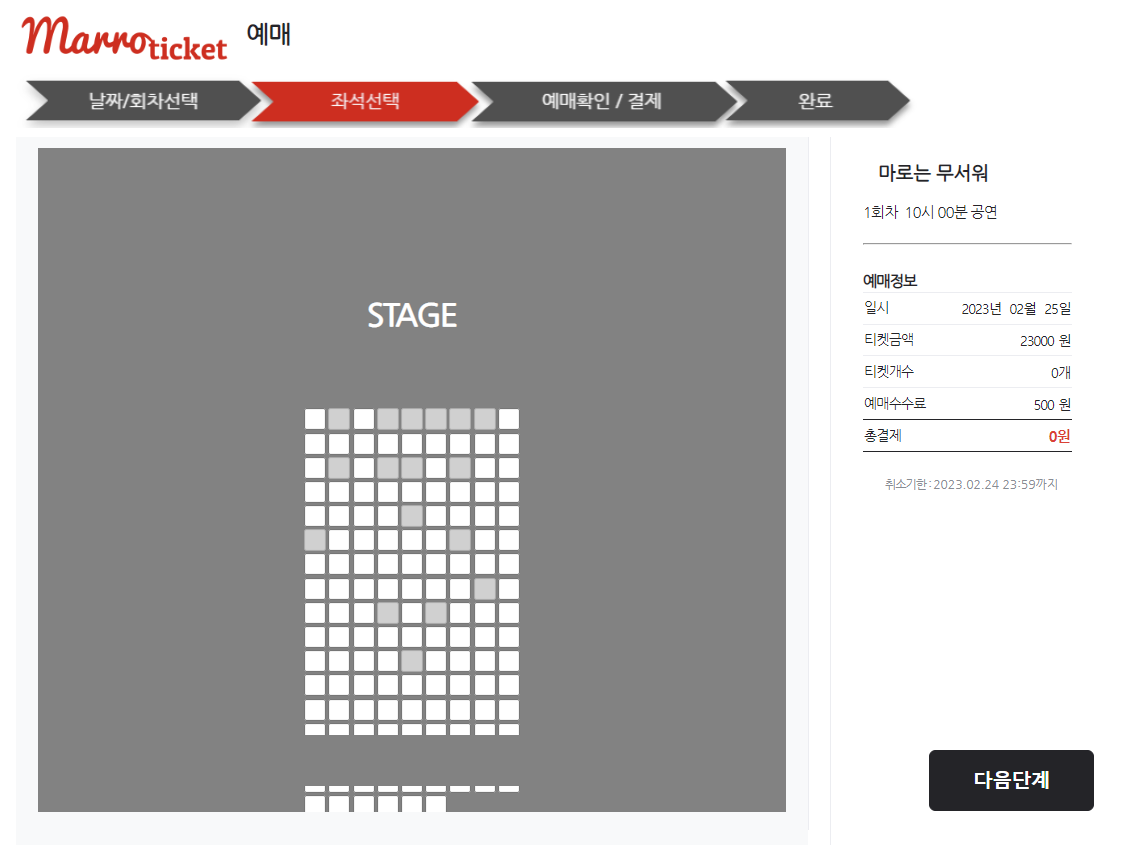 Marroticket 예매
날짜/회차선택 좌석선택 예매확인 / 결제 완료
STAGE
마로는 무서워
1회차 10시 00분 공연
예매정보
일시 2023년 02월 25일
티켓금액 23000 원
티켓개수 0개
예매수수료 500 원
총결제 0원
취소기한 : 2023.02.24 23:59까지
다음단계